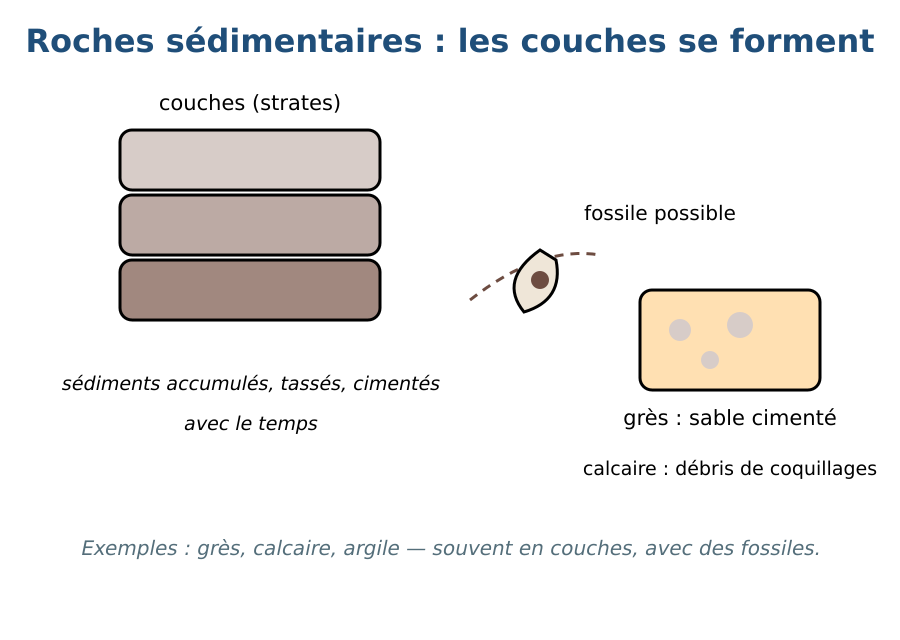 Roches sédimentaires : les couches se forment
couches (strates)
fossile possible
sédiments accumulés, tassés, cimentés
avec le temps
grès : sable cimenté
calcaire : débris de coquillages
Exemples : grès, calcaire, argile — souvent en couches, avec des fossiles.